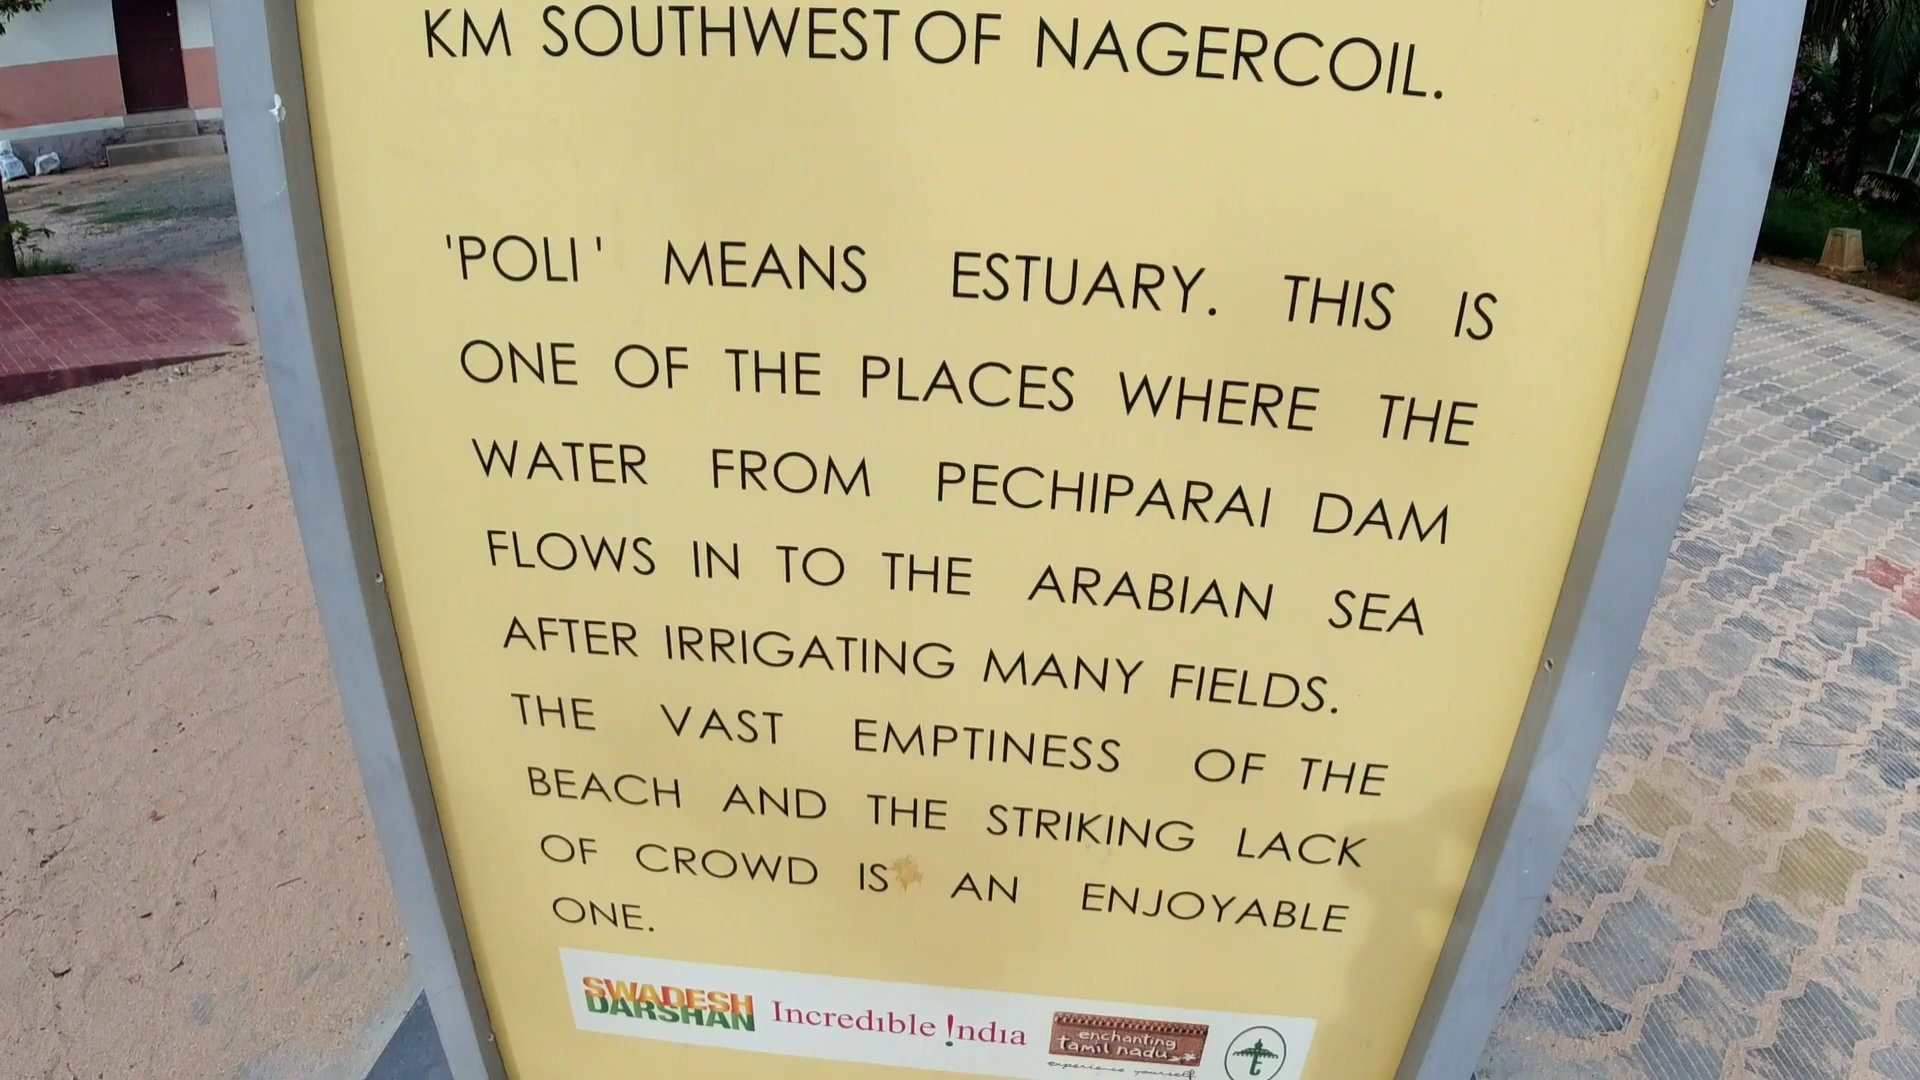 KM SOUTHWEST OF NAGERCOIL.
'POLI' MEANS ESTUARY. THIS IS
ONE OF THE PLACES WHERE THE
WATER FROM PECHIPARAI DAM
FLOWS IN TO THE ARABIAN SEA
AFTER IRRIGATING MANY FIELDS.
THE VAST EMPTINESS OF THE
BEACH AND THE STRIKING LACK
OF CROWD IS AN ENJOYABLE
ONE.
SWADESH
DARSHAN
Incredible !ndia
enchanting
tamil nadu
experience yourself
t